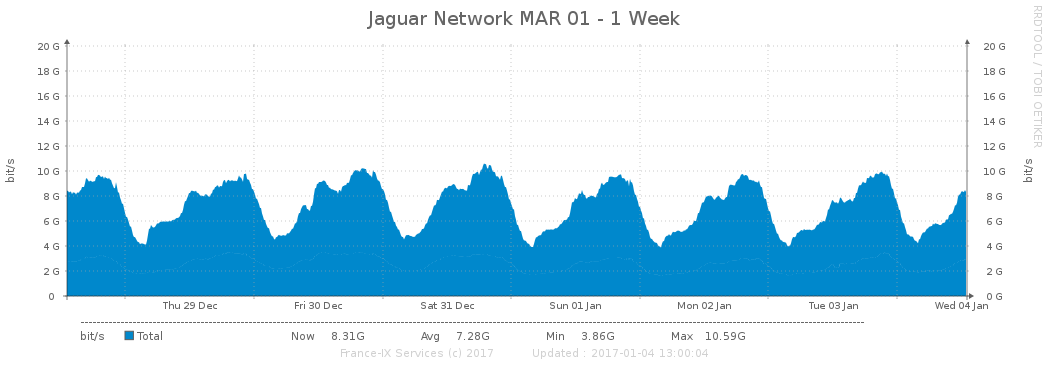 Jaguar Network MAR 01 - 1 Week
RRDTOOL / TOBI OETIKER
bit/s
20 G 20 G
18 G 18 G
16 G 16 G
14 G 14 G
12 G 12 G
10 G 10 G
8 G 8 G
6 G 6 G
4 G 4 G
2 G 2 G
0 0 G
bit/s
Thu 29 Dec Fri 30 Dec Sat 31 Dec Sun 01 Jan Mon 02 Jan Tue 03 Jan Wed 04 Jan
bit/s Total Now 8.31G Avg 7.28G Min 3.86G Max 10.59G
France-IX Services (c) 2017 Updated : 2017-01-04 13:00:04